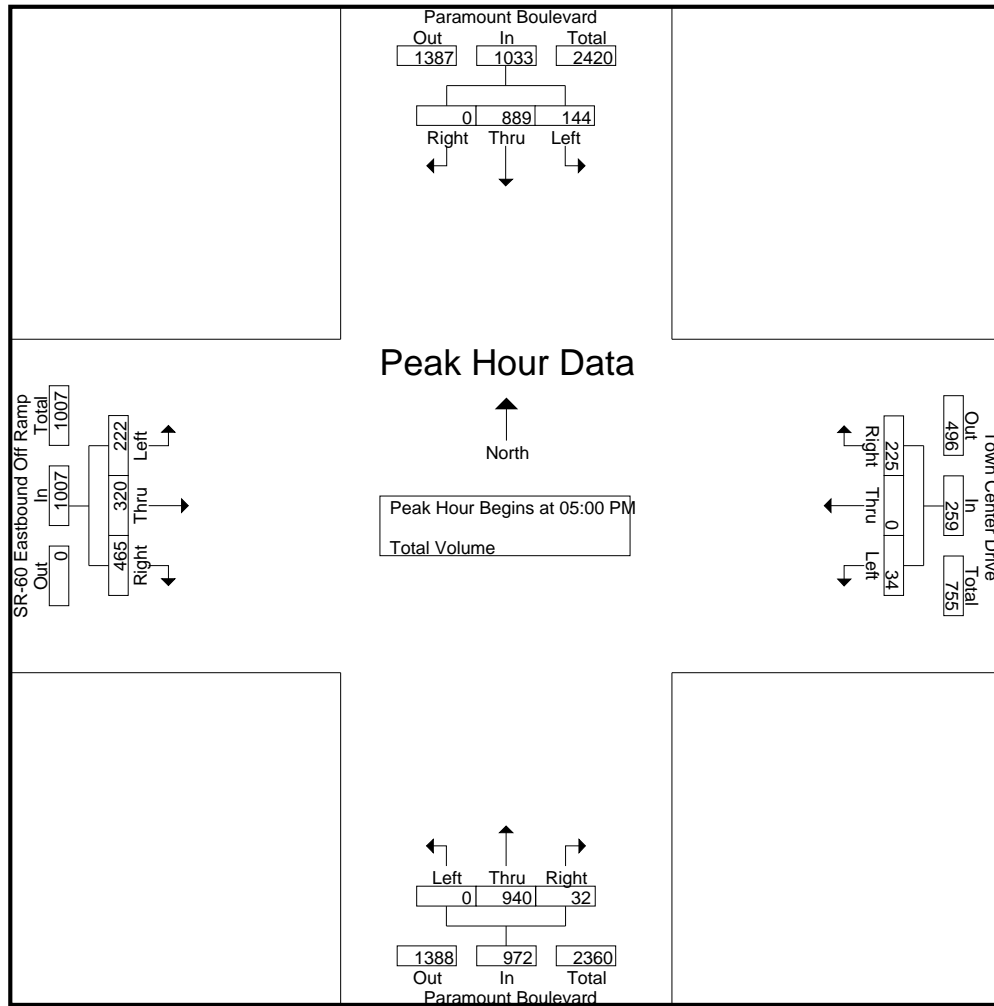 Paramount Boulevard
Out In Total
1387 1033 2420
0 889 144
Right Thru Left
Peak Hour Data
North
Peak Hour Begins at 05:00 PM
Total Volume
SR-60 Eastbound Off Ramp
Out In Total
0 1007 1007
465 320 222
Right Thru Left
Town Center Drive
Out In Total
496 259 755
225 0 34
Right Thru Left
Left Thru Right
0 940 32
1388 972 2360
Out In Total
Paramount Boulevard